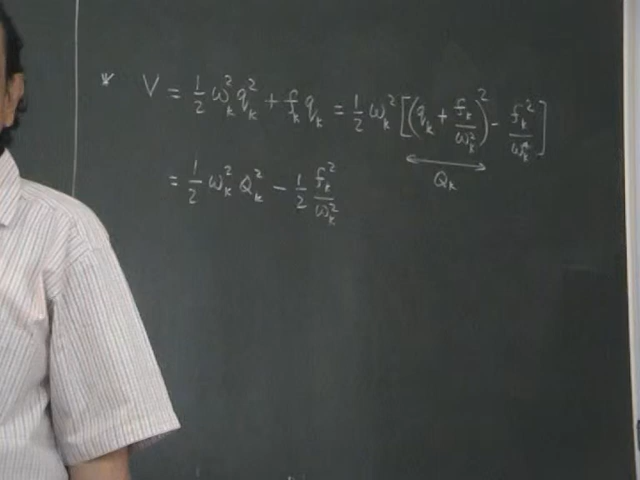 * V = 1/2 ω_k^2 q_k^2 + f_k q_k = 1/2 ω_k^2 [(q_k + f_k/ω_k^2)^2 - f_k^2/ω_k^4]
Q_k
= 1/2 ω_k^2 Q_k^2 - 1/2 f_k^2/ω_k^2